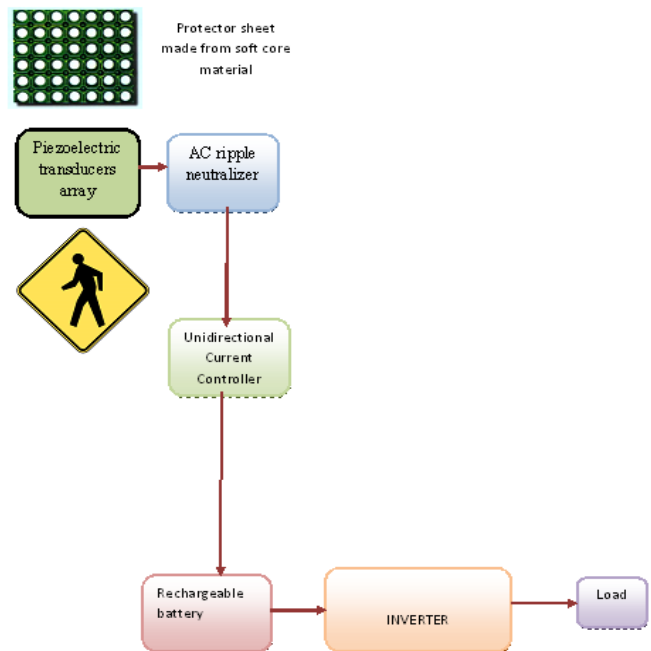 Protector sheet
made from soft core
material
Piezoelectric
transducers
array
AC ripple
neutralizer
Unidirectional
Current
Controller
Rechargeable
battery
INVERTER
Load